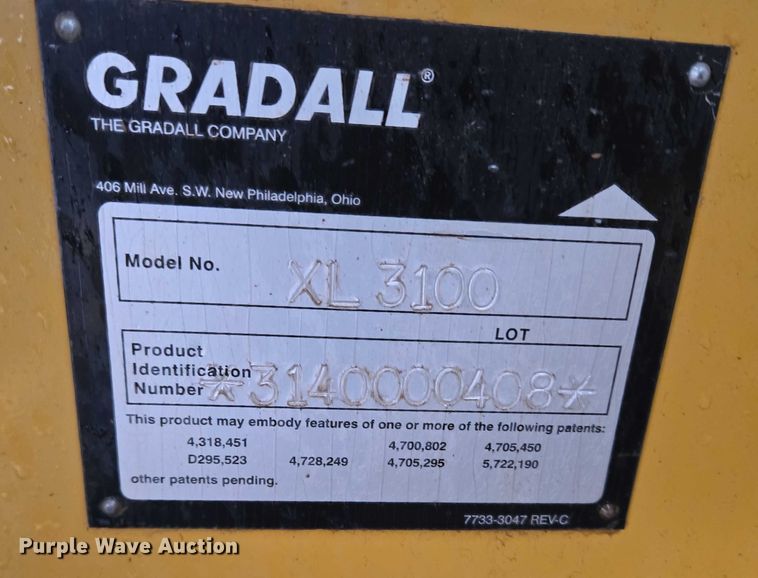 GRADALL®
THE GRADALL COMPANY
406 Mill Ave. S.W. New Philadelphia, Ohio
Model No. XL 3100
LOT
Product
Identification
Number *3140000408*
This product may embody features of one or more of the following patents:
4,318,451 4,700,802 4,705,450
D295,523 4,728,249 4,705,295 5,722,190
other patents pending.
7733-3047 REV-C
Purple Wave Auction